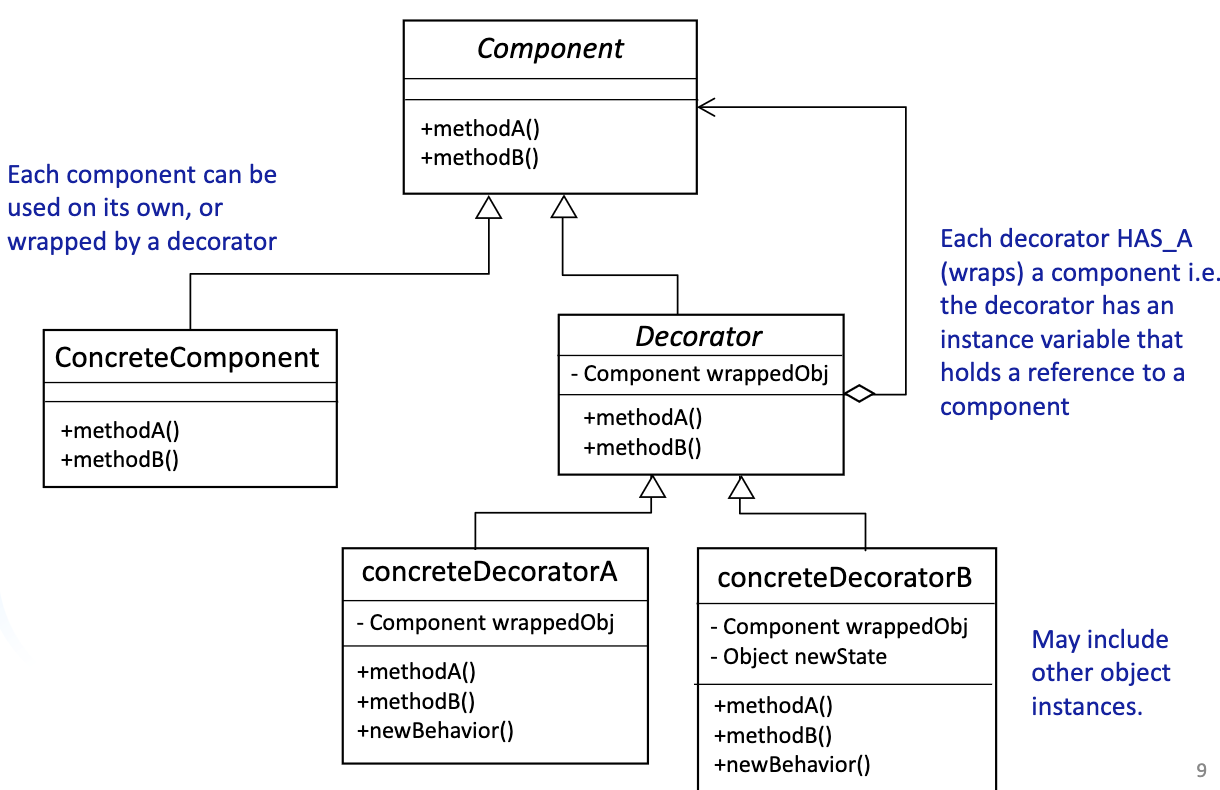 Component
+methodA()
+methodB()
Each component can be
used on its own, or
wrapped by a decorator
Each decorator HAS_A
(wraps) a component i.e.
the decorator has an
instance variable that
holds a reference to a
component
ConcreteComponent
+methodA()
+methodB()
Decorator
- Component wrappedObj
+methodA()
+methodB()
concreteDecoratorA
- Component wrappedObj
+methodA()
+methodB()
+newBehavior()
concreteDecoratorB
- Component wrappedObj
- Object newState
+methodA()
+methodB()
+newBehavior()
May include
other object
instances.
9